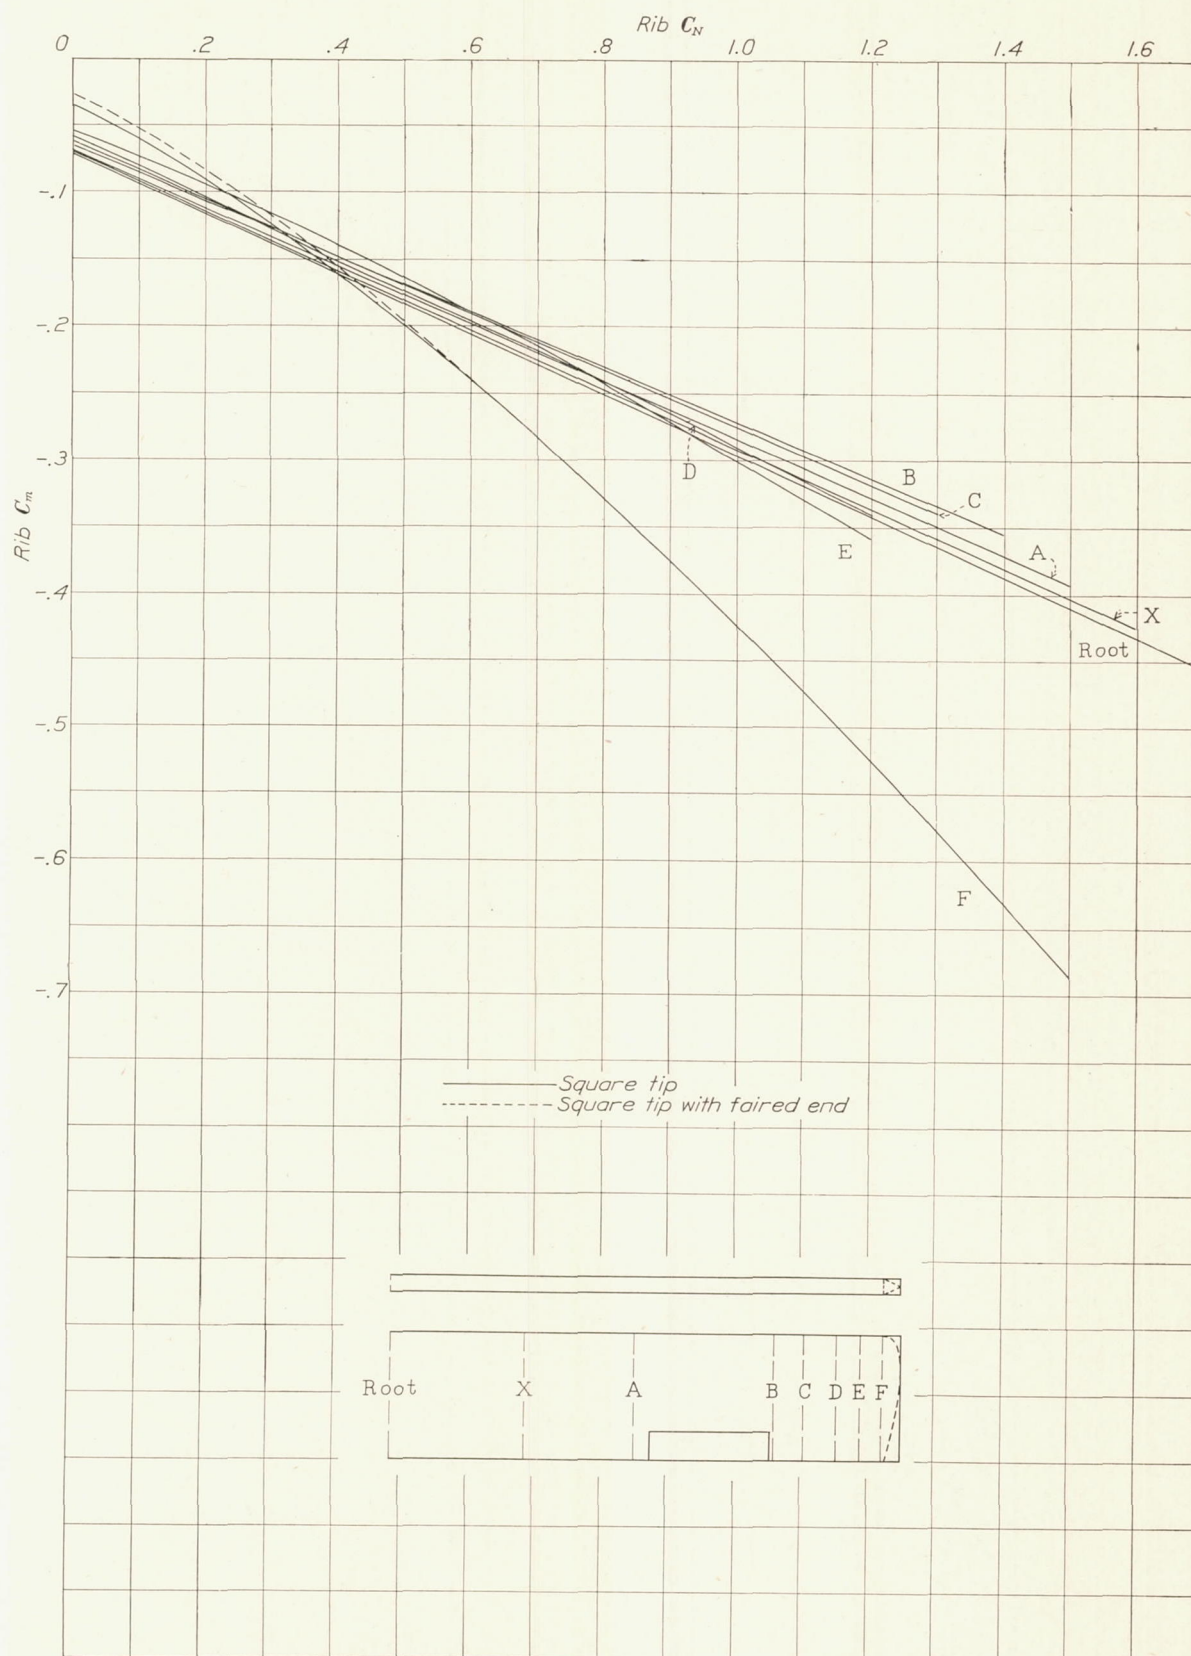 Rib C_N
0 .2 .4 .6 .8 1.0 1.2 1.4 1.6
-.1
-.2
-.3
-.4
-.5
-.6
-.7
Rib C_m
D
B
C
E
A
X
Root
F
Square tip
Square tip with faired end
Root X A B C D E F